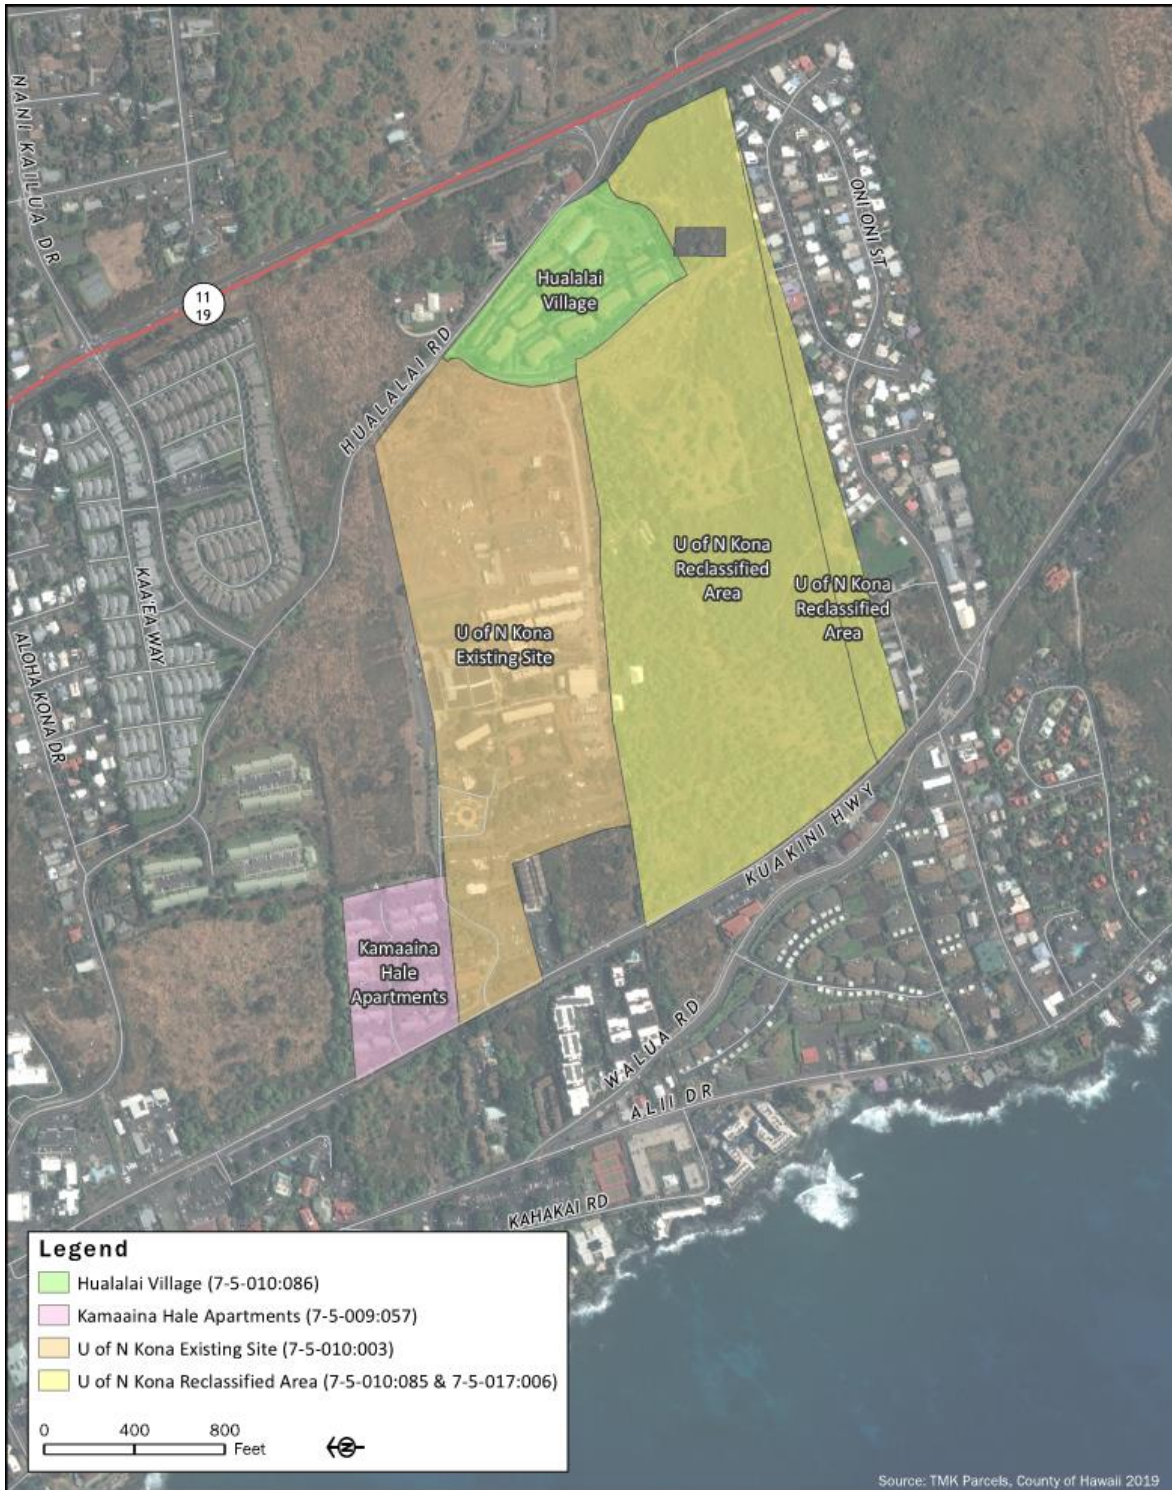 NANI KAILUA DR
11
19
ONI ONI ST
Hualalai
Village
HUALALAI RD
KAA'EA WAY
ALOHA KONA DR
U of N Kona
Reclassified
Area
U of N Kona
Reclassified
Area
U of N Kona
Existing Site
KUAKINI HWY
Kamaaina
Hale
Apartments
WALUA RD
ALII DR
KAHAKAI RD
Legend
Hualalai Village (7-5-010:086)
Kamaaina Hale Apartments (7-5-009:057)
U of N Kona Existing Site (7-5-010:003)
U of N Kona Reclassified Area (7-5-010:085 & 7-5-017:006)
0 400 800
Feet
N
Source: TMK Parcels, County of Hawaii 2019